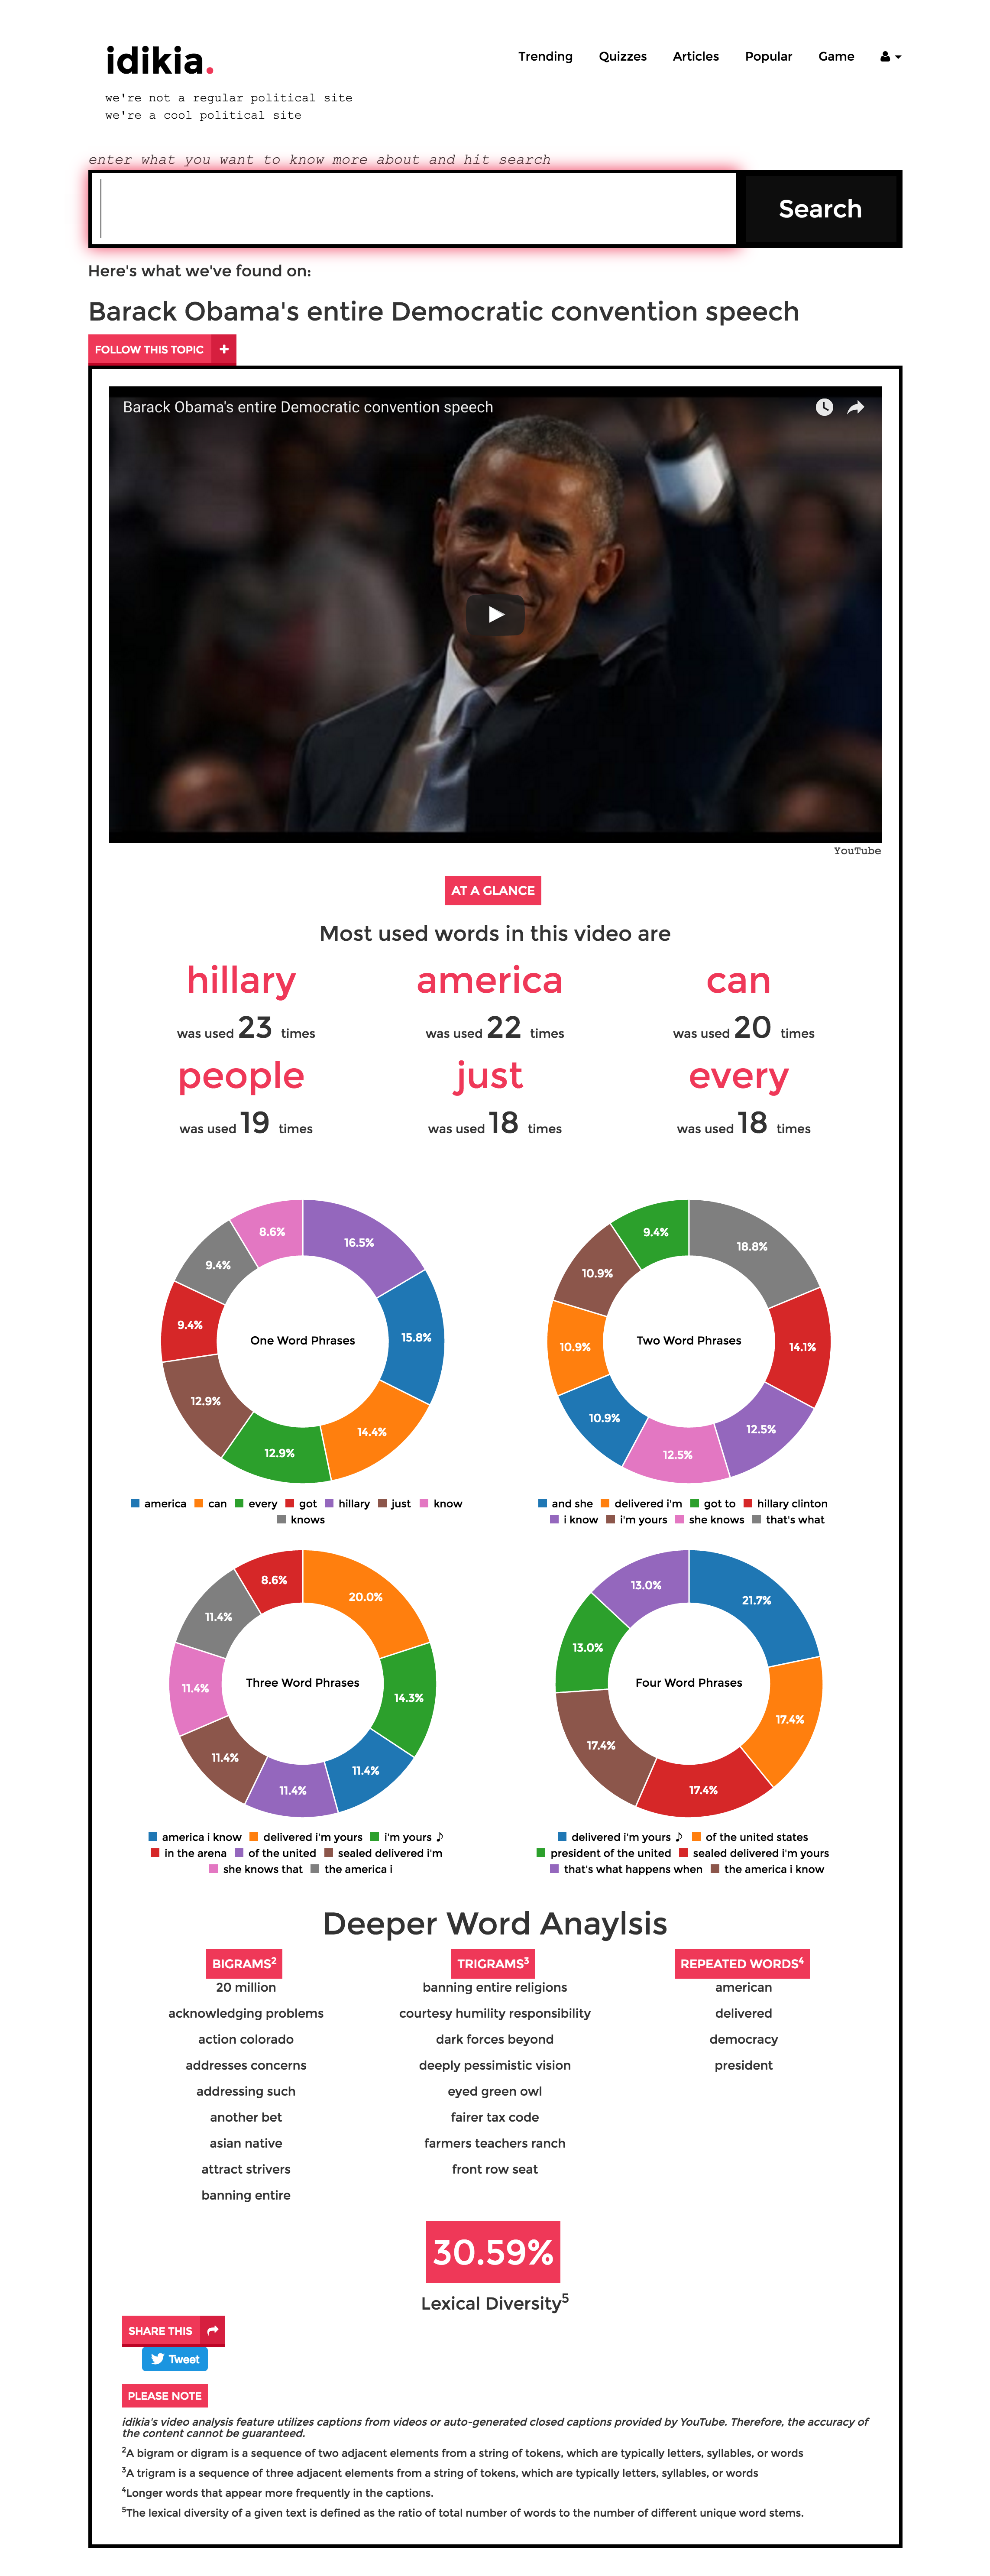 idikia.
Trending Quizzes Articles Popular Game
we're not a regular political site
we're a cool political site
enter what you want to know more about and hit search
Search
Here's what we've found on:
Barack Obama's entire Democratic convention speech
FOLLOW THIS TOPIC +
Barack Obama's entire Democratic convention speech
YouTube
AT A GLANCE
Most used words in this video are
hillary america can
was used 23 times was used 22 times was used 20 times
people just every
was used 19 times was used 18 times was used 18 times
8.6% 16.5%
9.4%
9.4% One Word Phrases 15.8%
12.9% 14.4%
12.9%
america can every got hillary just know
knows
9.4% 18.8%
10.9%
10.9% Two Word Phrases 14.1%
10.9% 12.5%
12.5%
and she delivered i'm got to hillary clinton
i know i'm yours she knows that's what
8.6% 20.0%
11.4%
11.4% Three Word Phrases 14.3%
11.4% 11.4%
11.4%
america i know delivered i'm yours i'm yours ♪
in the arena of the united sealed delivered i'm
she knows that the america i
13.0% 21.7%
13.0% Four Word Phrases
17.4% 17.4%
17.4%
delivered i'm yours ♪ of the united states
president of the united sealed delivered i'm yours
that's what happens when the america i know
Deeper Word Anaylsis
BIGRAMS2
20 million
acknowledging problems
action colorado
addresses concerns
addressing such
another bet
asian native
attract strivers
banning entire
TRIGRAMS3
banning entire religions
courtesy humility responsibility
dark forces beyond
deeply pessimistic vision
eyed green owl
fairer tax code
farmers teachers ranch
front row seat
REPEATED WORDS4
american
delivered
democracy
president
30.59%
Lexical Diversity5
SHARE THIS
Tweet
PLEASE NOTE
idikia's video analysis feature utilizes captions from videos or auto-generated closed captions provided by YouTube. Therefore, the accuracy of
the content cannot be guaranteed.
2A bigram or digram is a sequence of two adjacent elements from a string of tokens, which are typically letters, syllables, or words
3A trigram is a sequence of three adjacent elements from a string of tokens, which are typically letters, syllables, or words
4Longer words that appear more frequently in the captions.
5The lexical diversity of a given text is defined as the ratio of total number of words to the number of different unique word stems.